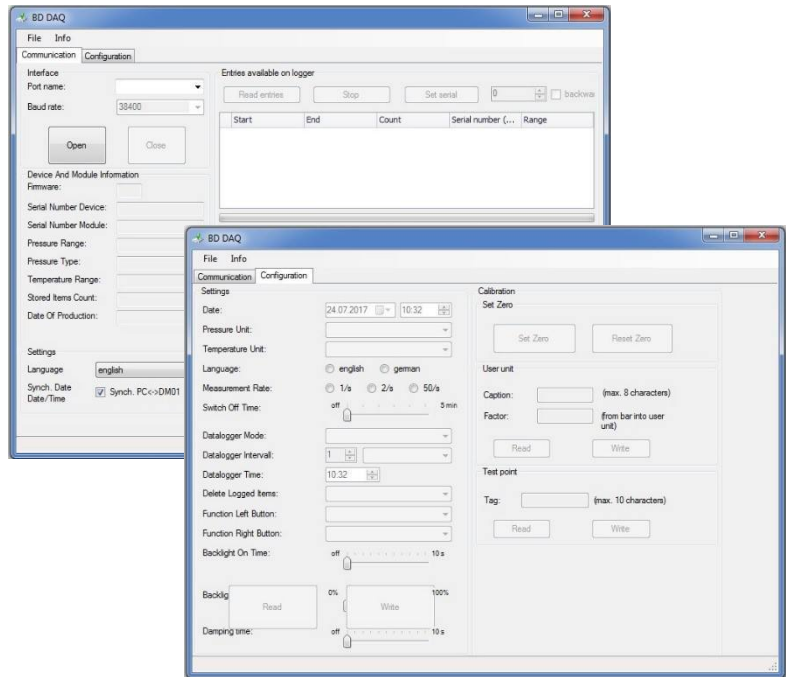 BD DAQ
File Info
Communication Configuration
Interface
Port name:
Baud rate: 38400
Open Close
Device And Module Information
Firmware:
Serial Number Device:
Serial Number Module:
Pressure Range:
Pressure Type:
Temperature Range:
Stored Items Count:
Date Of Production:
Settings
Language english
Synch. Date
Date/Time
Synch. PC<->DM01
Entries available on logger
Read entries Stop Set serial 0
Start End Count Serial number (... Range
BD DAQ
File Info
Communication Configuration
Settings
Date: 24.07.2017 10:32
Pressure Unit:
Temperature Unit:
Language: english german
Measurement Rate: 1/s 2/s 50/s
Switch Off Time: off 5 min
Datalogger Mode:
Datalogger Intervall: 1
Datalogger Time: 10:32
Delete Logged Items:
Function Left Button:
Function Right Button:
Backlight On Time: off 10 s
0% 100%
Read Write
Damping time: off 10 s
Calibration
Set Zero
Set Zero Reset Zero
User unit
Caption: (max. 8 characters)
Factor: (from bar into user
unit)
Read Write
Test point
Tag: (max. 10 characters)
Read Write